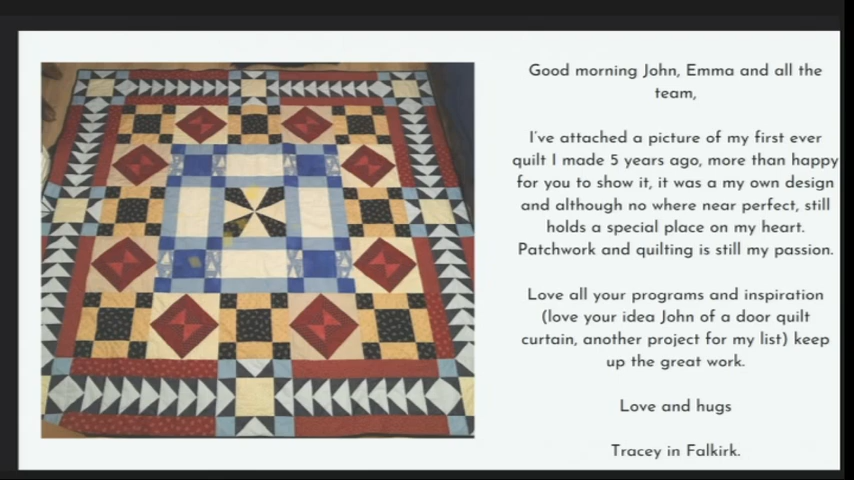 Good morning John, Emma and all the
team,
I've attached a picture of my first ever
quilt I made 5 years ago, more than happy
for you to show it, it was a my own design
and although no where near perfect, still
holds a special place on my heart.
Patchwork and quilting is still my passion.
Love all your programs and inspiration
(love your idea John of a door quilt
curtain, another project for my list) keep
up the great work.
Love and hugs
Tracey in Falkirk.